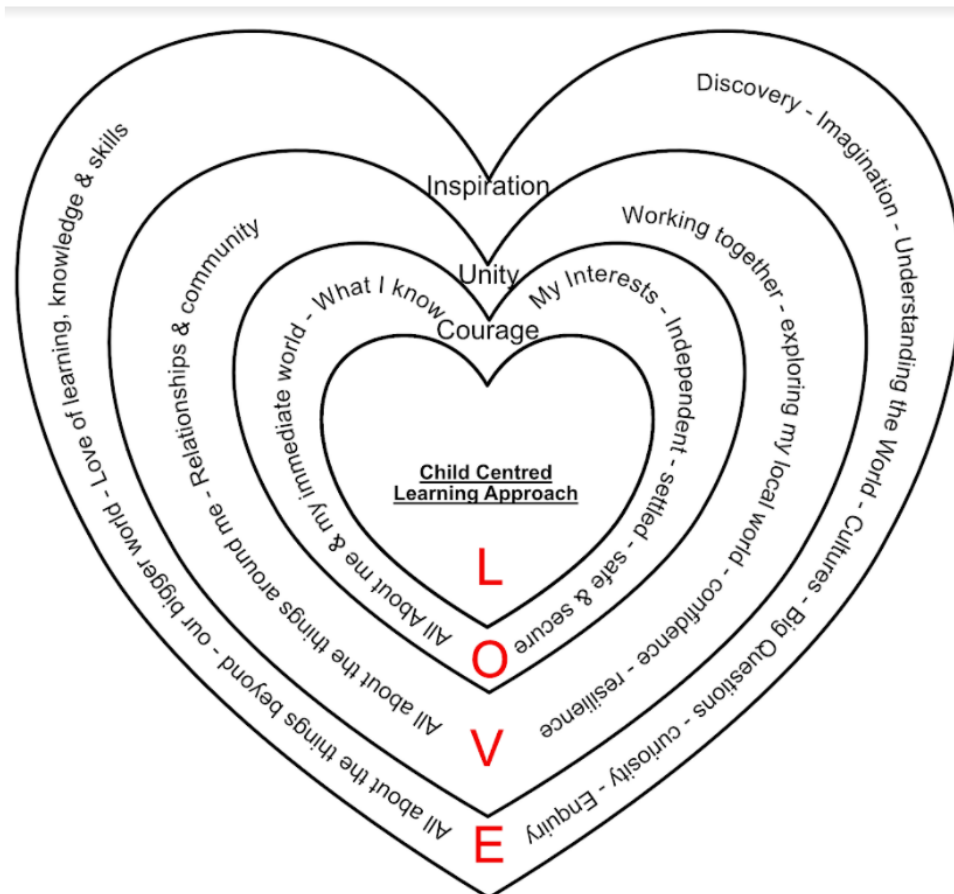 Inspiration
All about the things beyond - our bigger world - Love of learning, knowledge & skills
Discovery - Imagination - Understanding the World - Cultures - Big Questions - curiosity - Enquiry
Unity
All about the things around me - Relationships & community
Working together - exploring my local world - confidence - resilience
Courage
All About me & my immediate world - What I know
My Interests - Independent - settled - safe & secure
Child Centred
Learning Approach
L
O
V
E